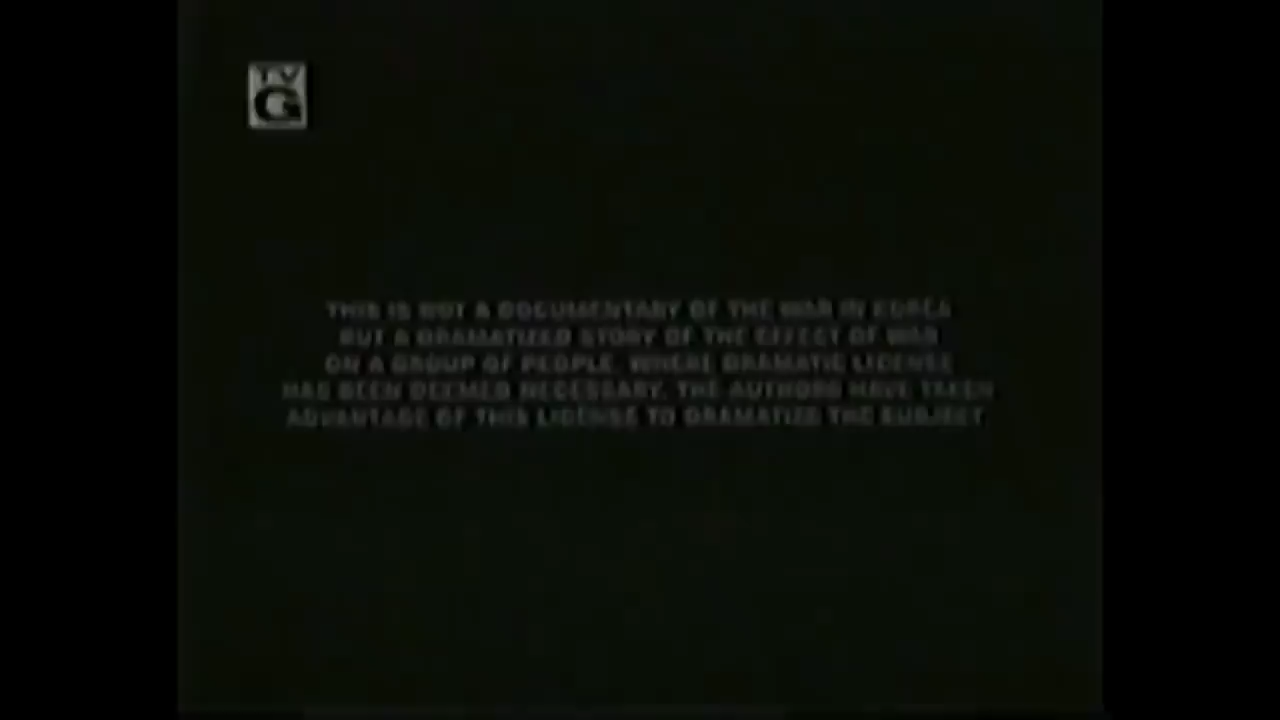 TV
G
THIS IS NOT A DOCUMENTARY OF THE WAR IN KOREA
BUT A DRAMATIZED STORY OF THE EFFECT OF WAR
ON A GROUP OF PEOPLE. WHERE DRAMATIC LICENSE
HAS BEEN DEEMED NECESSARY, THE AUTHORS HAVE TAKEN
ADVANTAGE OF THIS LICENSE TO DRAMATIZE THE SUBJECT